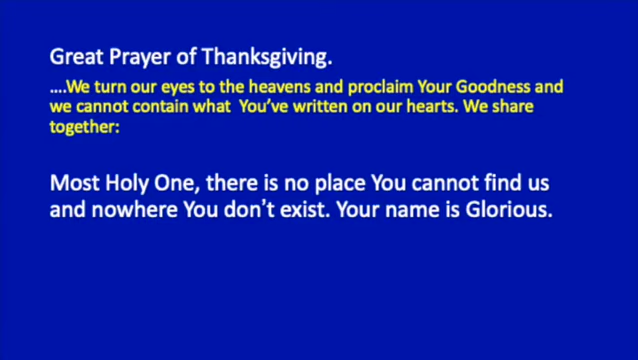 Great Prayer of Thanksgiving.
....We turn our eyes to the heavens and proclaim Your Goodness and
we cannot contain what  You've written on our hearts. We share
together:
Most Holy One, there is no place You cannot find us
and nowhere You don't exist. Your name is Glorious.